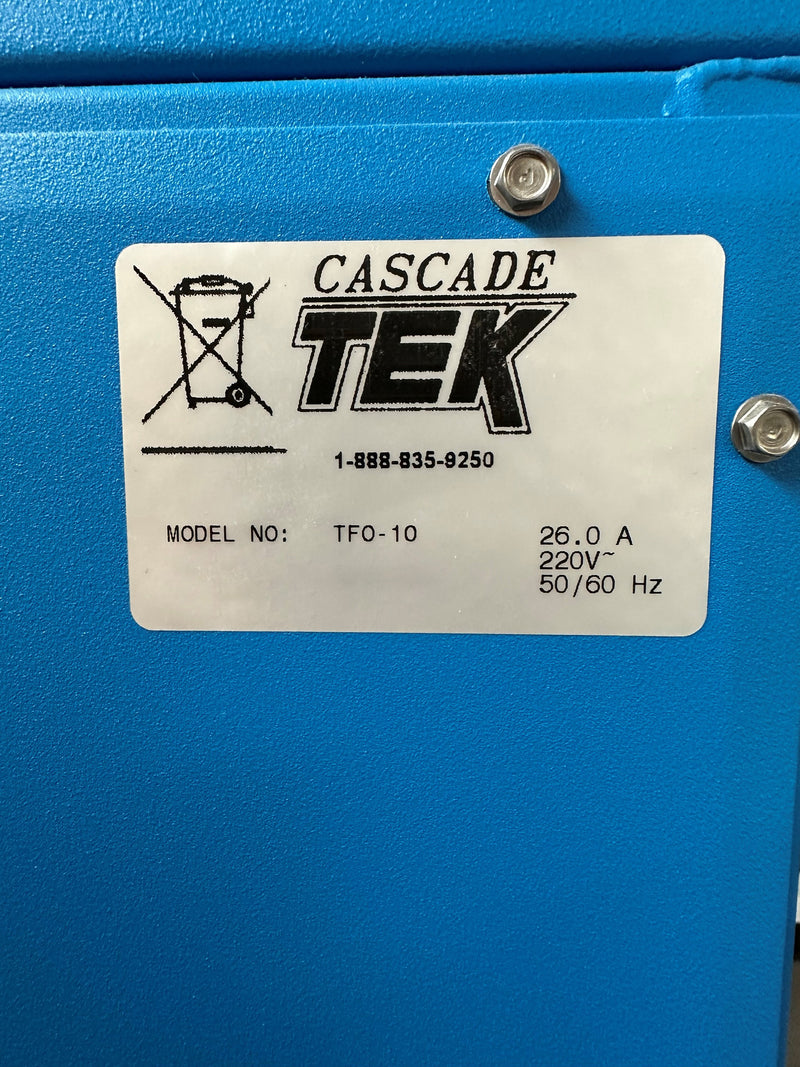 CASCADE
TEK
1-888-835-9250
MODEL NO: TFO-10 26.0 A
220V~
50/60 Hz